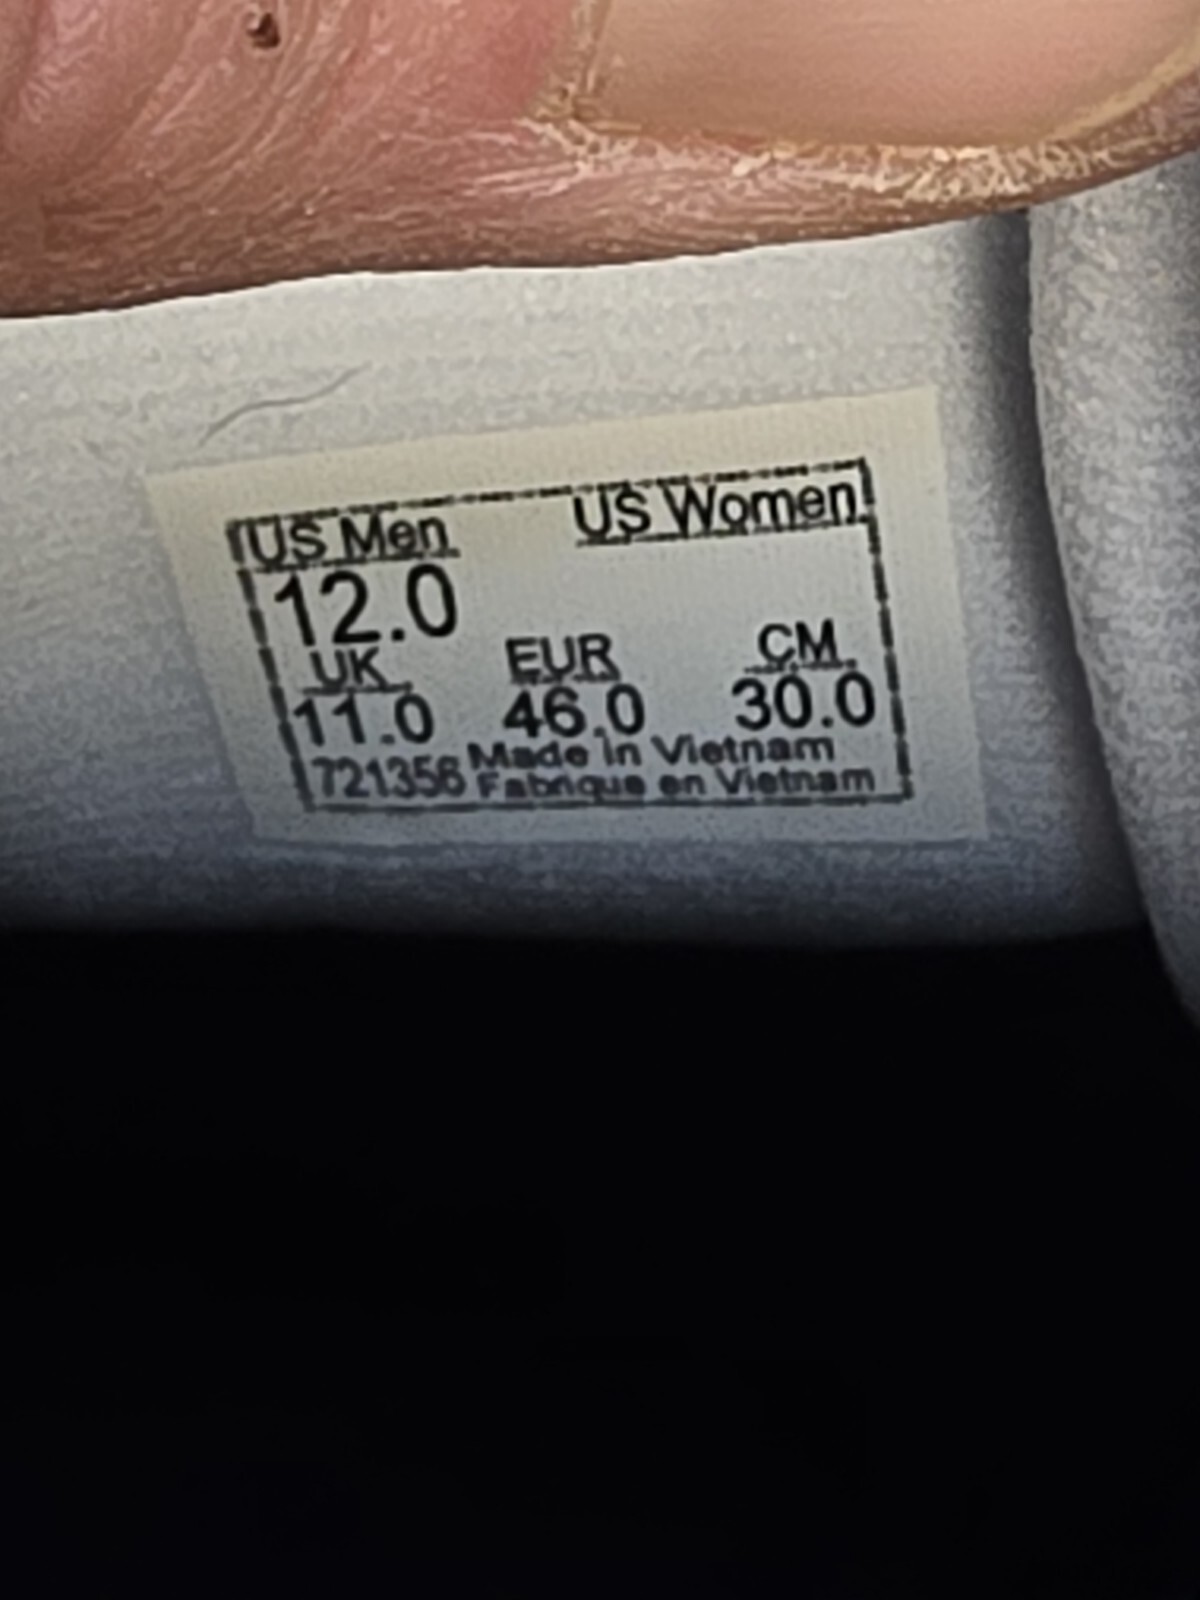 US Men US Women
12.0
UK EUR CM
11.0 46.0 30.0
721356 Made in Vietnam
Fabrique en Vietnam